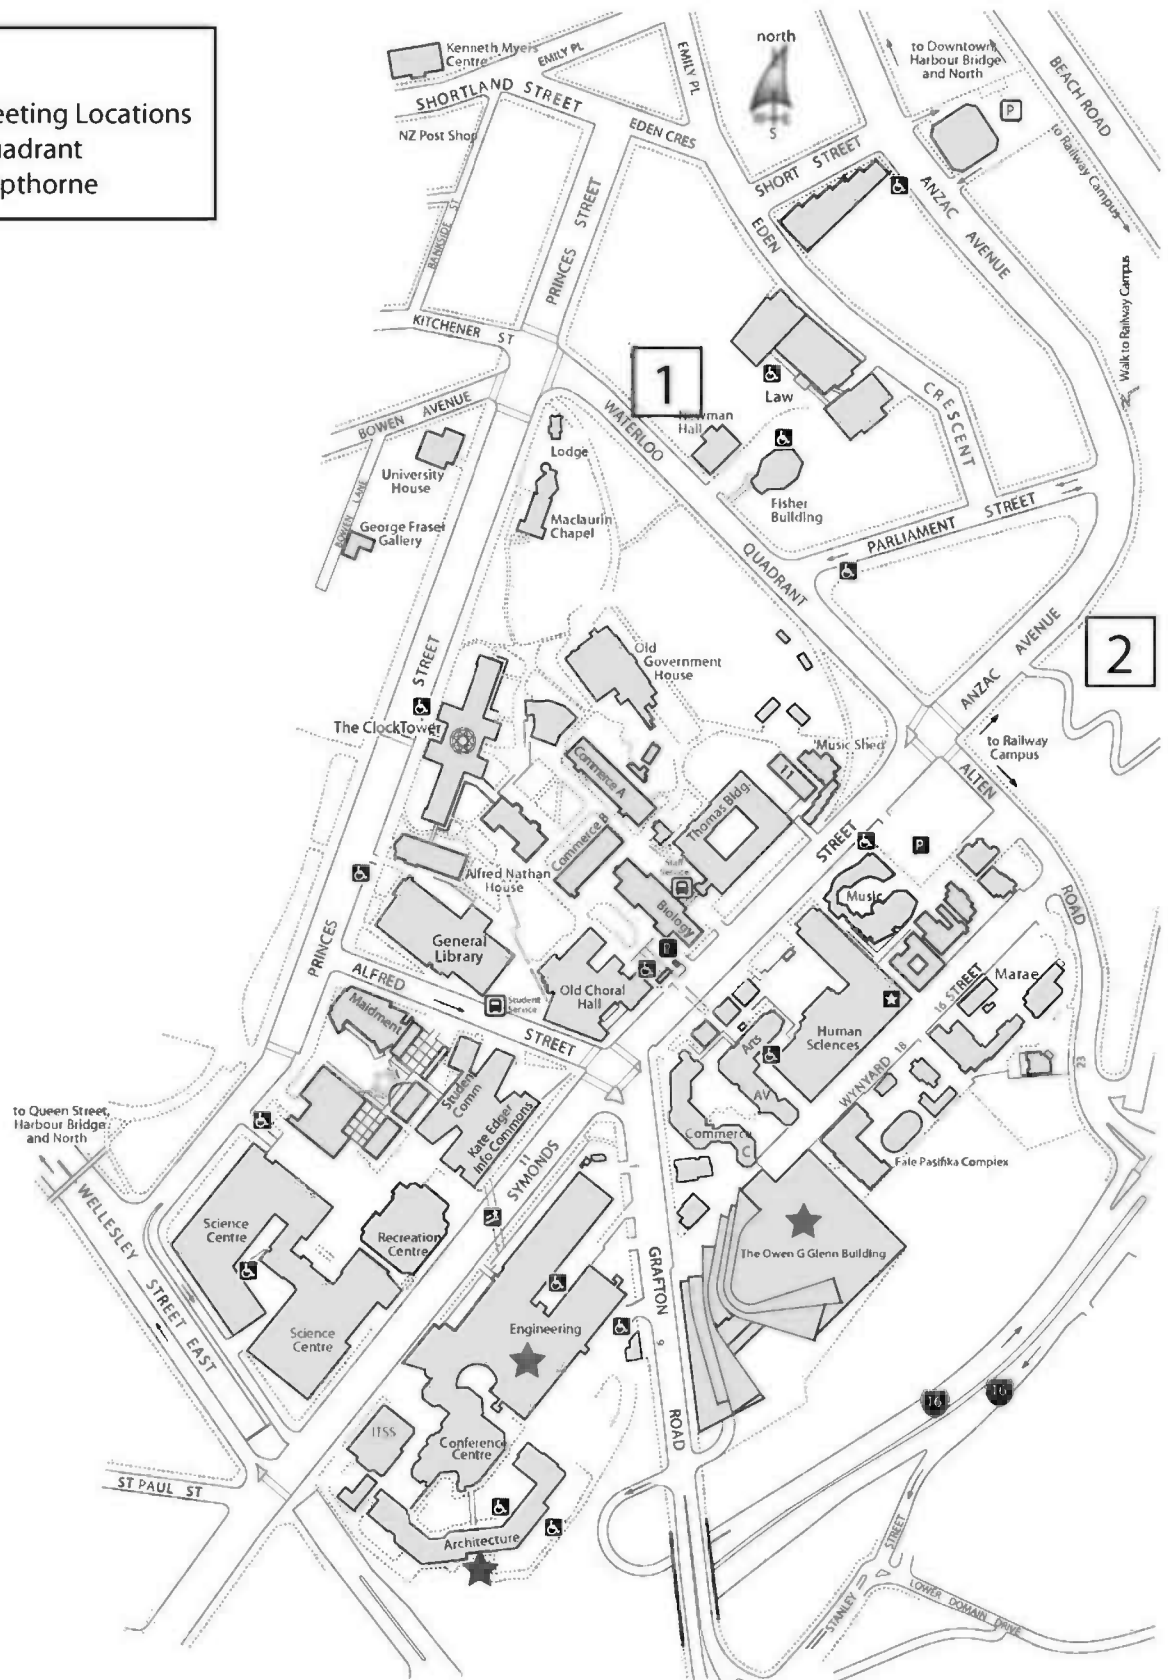 eeting Locations
uadrant
pthorne
north
S
Kenneth Myers
Centre
EMILY PL
EMILY PL
SHORTLAND STREET
NZ Post Shop
EDEN CRES
SHORT STREET
to Downtown,
Harbour Bridge
and North
BEACH ROAD
P
to Railway Campus
ANZAC AVENUE
Walk to Railway Campus
BANKSIDE ST
PRINCES STREET
EDEN
CRESCENT
KITCHENER ST
1
Law
Newman
Hall
WATERLOO
QUADRANT
BOWEN AVENUE
University
House
Lodge
BOWEN LANE
George Fraser
Gallery
Maclaurin
Chapel
Fisher
Building
PARLIAMENT STREET
2
ANZAC AVENUE
STREET
Old
Government
House
The ClockTower
Commerce A
Music Shed
11
to Railway
Campus
ALTEN
ROAD
Thomas Bldg.
STREET
P
Commerce B
Staff
Service
Alfred Nathan
House
Music
Biology
General
Library
PRINCES
ALFRED
STREET
Student
Service
Old Choral
Hall
P
Marae
16 STREET
Maidment
Human
Sciences
Arts
WYNYARD 18
23
Student
Comm
AV
Kate Edger
Info Commons
to Queen Street,
Harbour Bridge
and North
11
SYMONDS
Commerce
C
Fale Pasifika Complex
WELLESLEY
STREET EAST
Science
Centre
Recreation
Centre
The Owen G Glenn Building
GRAFTON
9
ROAD
Science
Centre
Engineering
16
16
ITSS
Conference
Centre
ST PAUL ST
Architecture
STANLEY
STREET
LOWER DOMAIN DRIVE